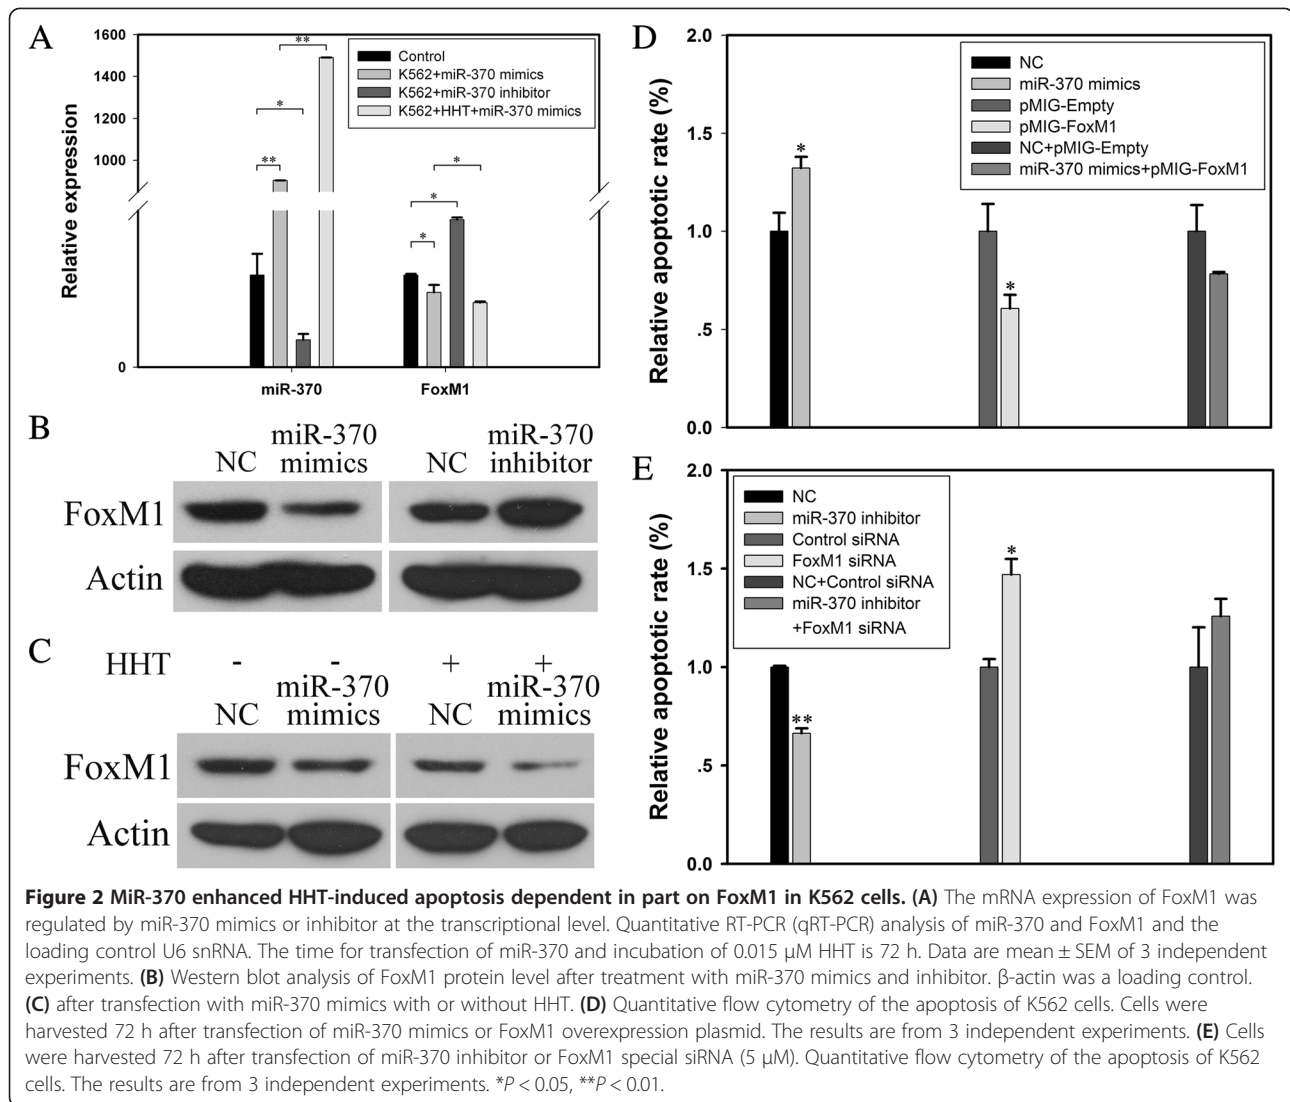 A
1600
1400
1000
0
Relative expression
Control
K562+miR-370 mimics
K562+miR-370 inhibitor
K562+HHT+miR-370 mimics
**
*
**
*
*
*
miR-370
FoxM1
B
NC
miR-370
mimics
NC
miR-370
inhibitor
FoxM1
Actin
C
HHT
-
-
+
+
NC
miR-370
mimics
NC
miR-370
mimics
FoxM1
Actin
D
2.0
1.5
1.0
.5
0.0
Relative apoptotic rate (%)
NC
miR-370 mimics
pMIG-Empty
pMIG-FoxM1
NC+pMIG-Empty
miR-370 mimics+pMIG-FoxM1
*
*
E
2.0
1.5
1.0
.5
0.0
Relative apoptotic rate (%)
NC
miR-370 inhibitor
Control siRNA
FoxM1 siRNA
NC+Control siRNA
miR-370 inhibitor
+FoxM1 siRNA
**
*
Figure 2 MiR-370 enhanced HHT-induced apoptosis dependent in part on FoxM1 in K562 cells. (A) The mRNA expression of FoxM1 was
regulated by miR-370 mimics or inhibitor at the transcriptional level. Quantitative RT-PCR (qRT-PCR) analysis of miR-370 and FoxM1 and the
loading control U6 snRNA. The time for transfection of miR-370 and incubation of 0.015 μM HHT is 72 h. Data are mean ± SEM of 3 independent
experiments. (B) Western blot analysis of FoxM1 protein level after treatment with miR-370 mimics and inhibitor. β-actin was a loading control.
(C) after transfection with miR-370 mimics with or without HHT. (D) Quantitative flow cytometry of the apoptosis of K562 cells. Cells were
harvested 72 h after transfection of miR-370 mimics or FoxM1 overexpression plasmid. The results are from 3 independent experiments. (E) Cells
were harvested 72 h after transfection of miR-370 inhibitor or FoxM1 special siRNA (5 μM). Quantitative flow cytometry of the apoptosis of K562
cells. The results are from 3 independent experiments. *P < 0.05, **P < 0.01.